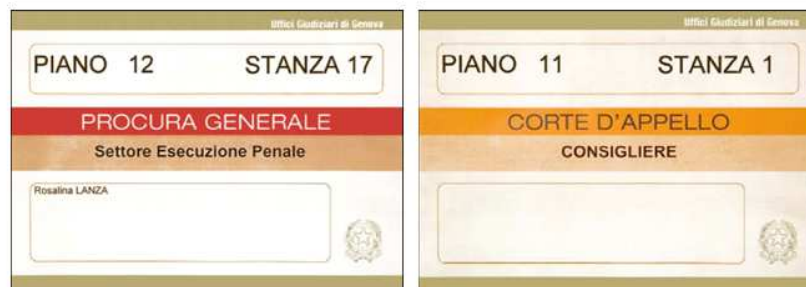 Uffici Giudiziari di Genova
PIANO 12 STANZA 17
PROCURA GENERALE
Settore Esecuzione Penale
Rosalina LANZA
Uffici Giudiziari di Genova
PIANO 11 STANZA 1
CORTE D'APPELLO
CONSIGLIERE